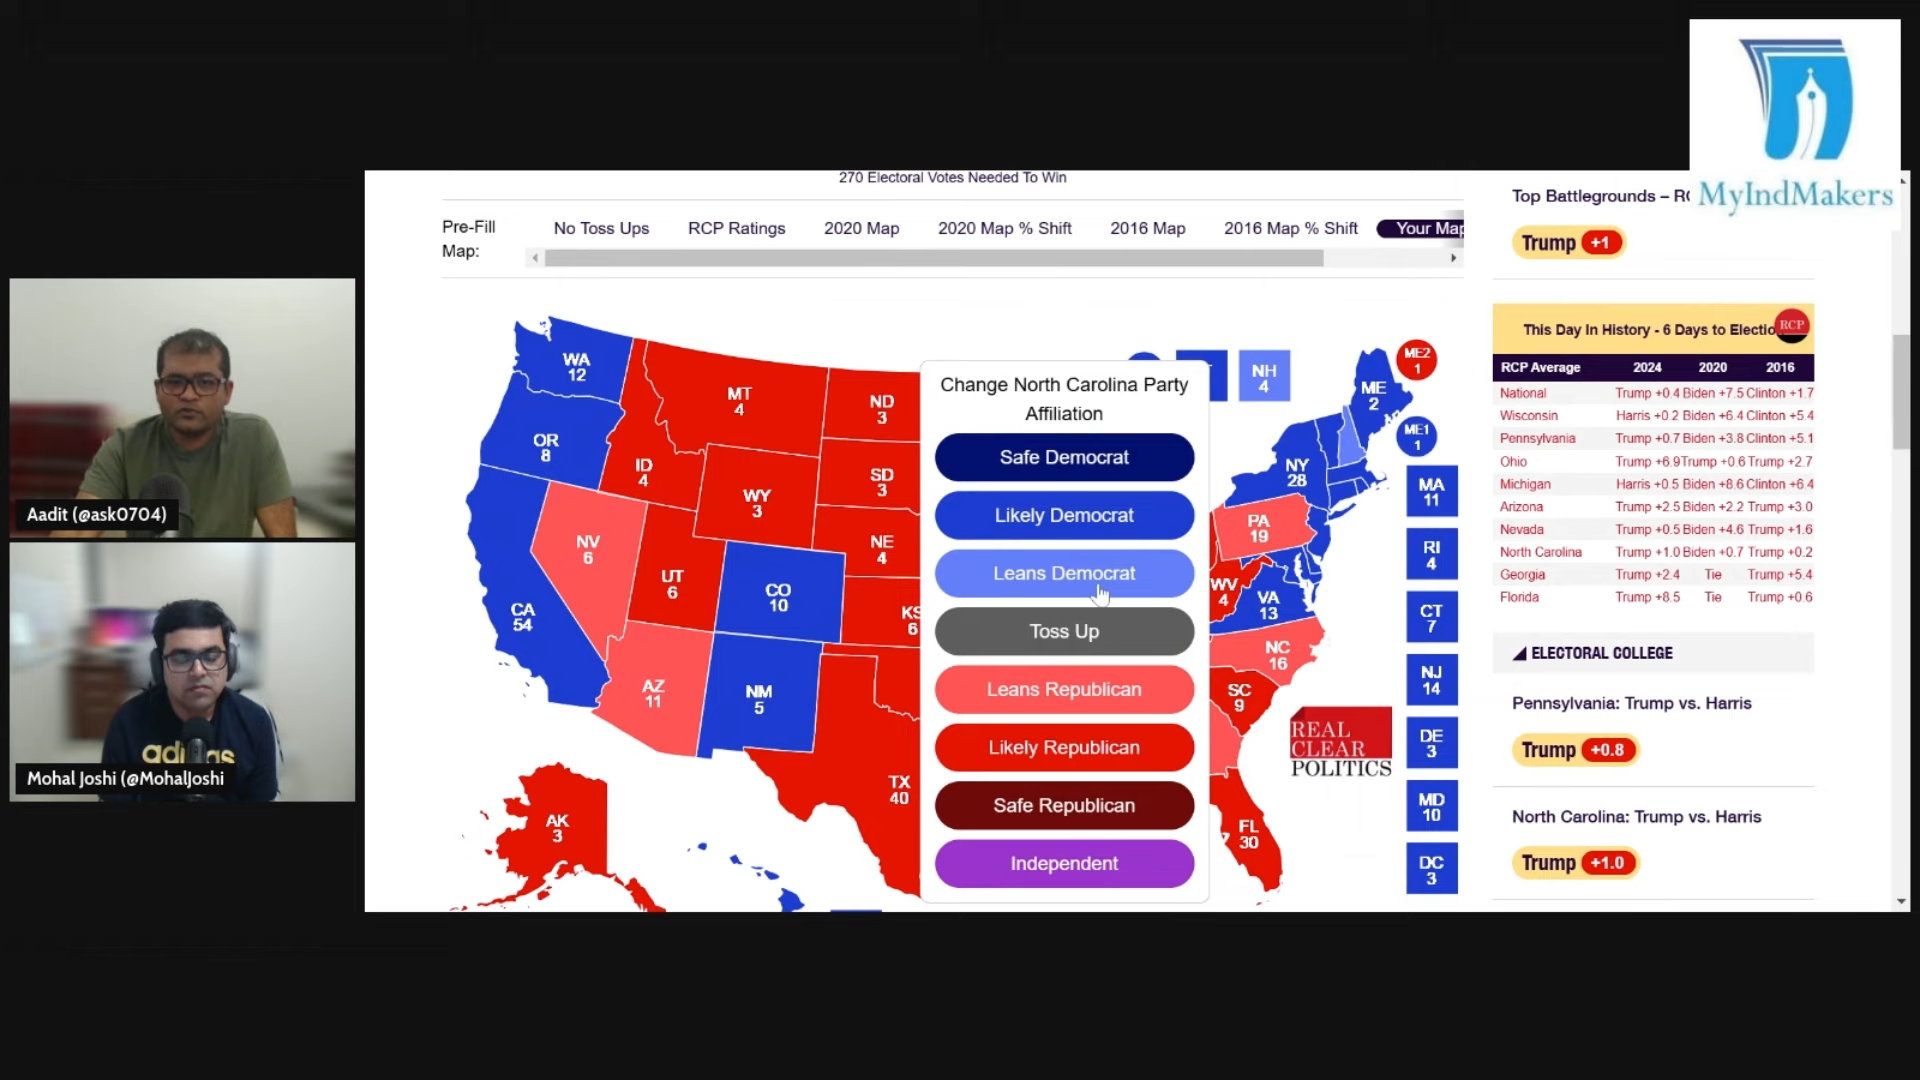 MyIndMakers
270 Electoral Votes Needed To Win
Pre-Fill
Map:
No Toss Ups
RCP Ratings
2020 Map
2020 Map % Shift
2016 Map
2016 Map % Shift
Your Map
Top Battlegrounds –
Trump +1
This Day In History - 6 Days to
RCP
RCP Average 2024 2020 2016
National Trump +0.4 Biden +7.5 Clinton +1.7
Wisconsin Harris +0.2 Biden +6.4 Clinton +5.4
Pennsylvania Trump +0.7 Biden +3.8 Clinton +5.1
Ohio Trump +6.9 Trump +0.6 Trump +2.7
Michigan Harris +0.5 Biden +8.6 Clinton +6.4
Arizona Trump +2.5 Biden +2.2 Trump +3.0
Nevada Trump +0.5 Biden +4.6 Trump +1.6
North Carolina Trump +1.0 Biden +0.7 Trump +0.2
Georgia Trump +2.4 Tie Trump +5.4
Florida Trump +8.5 Tie Trump +0.6
ELECTORAL COLLEGE
Pennsylvania: Trump vs. Harris
Trump +0.8
North Carolina: Trump vs. Harris
Trump +1.0
Change North Carolina Party
Affiliation
Safe Democrat
Likely Democrat
Leans Democrat
Toss Up
Leans Republican
Likely Republican
Safe Republican
Independent
WA
12
OR
8
CA
54
NV
6
ID
4
MT
4
WY
3
UT
6
AZ
11
CO
10
NM
5
ND
3
SD
3
NE
4
KS
6
TX
40
AK
3
NH
4
ME
2
ME2
1
ME1
1
NY
28
PA
19
WV
4
VA
13
NC
16
SC
9
FL
30
MA
11
RI
4
CT
7
NJ
14
DE
3
MD
10
DC
3
REAL
CLEAR
POLITICS
Aadit (@ask0704)
adidas
Mohal Joshi (@MohalJoshi